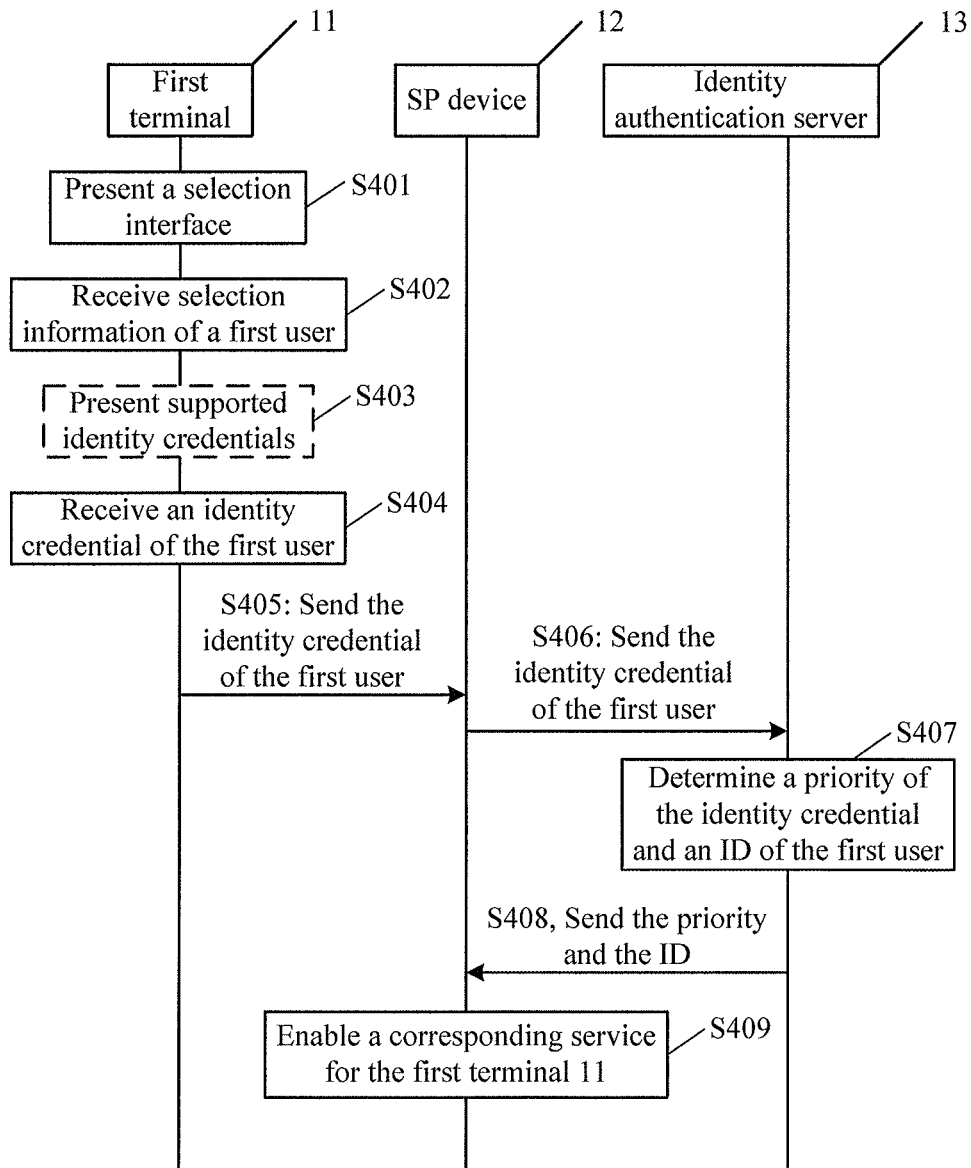 11
12
13
First
terminal
SP device
Identity
authentication server
Present a selection
interface
S401
Receive selection
information of a first user
S402
Present supported
identity credentials
S403
Receive an identity
credential of the first user
S404
S405: Send the
identity credential
of the first user
S406: Send the
identity credential
of the first user
S407
Determine a priority of
the identity credential
and an ID of the first user
S408, Send the priority
and the ID
Enable a corresponding service
for the first terminal 11
S409